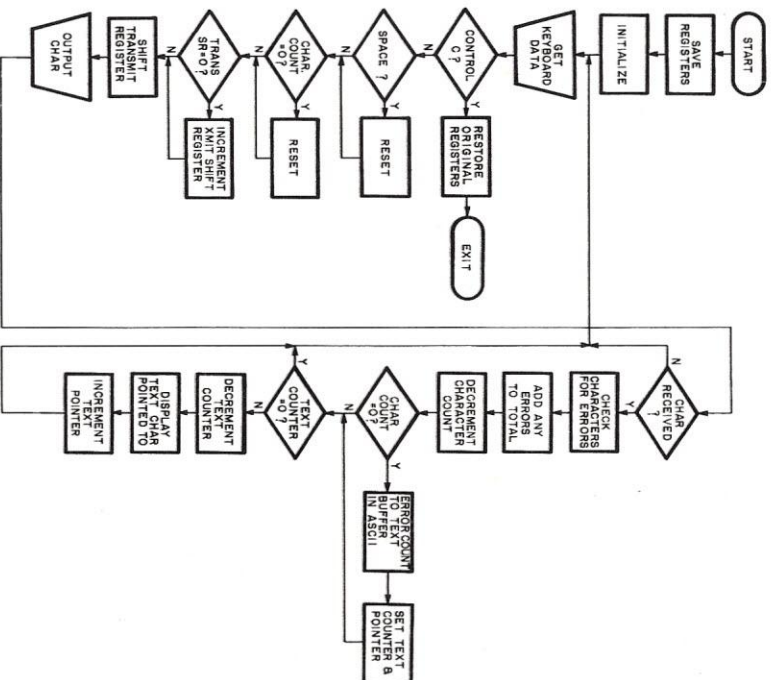 START
SAVE
REGISTERS
INITIALIZE
GET
KEYBOARD
DATA
CONTROL
C ?
Y
N
RESTORE
ORIGINAL
REGISTERS
EXIT
SPACE ?
Y
N
RESET
CHAR.
COUNT
=0 ?
Y
N
RESET
TRANS
SR=0 ?
Y
N
INCREMENT
XMIT SHIFT
REGISTER
SHIFT
TRANSMIT
REGISTER
OUTPUT
CHAR
CHAR
RECEIVED
?
N
Y
CHECK
CHARACTERS
FOR ERRORS
ADD ANY
ERRORS
TO TOTAL
DECREMENT
CHARACTER
COUNT
CHAR
COUNT
=0 ?
Y
N
ERROR COUNT
TO TEXT
BUFFER
IN ASCII
SET TEXT
COUNTER &
POINTER
TEXT
COUNTER
=0 ?
Y
N
DECREMENT
TEXT
COUNTER
DISPLAY
TEXT CHAR
POINTED TO
INCREMENT
TEXT
POINTER